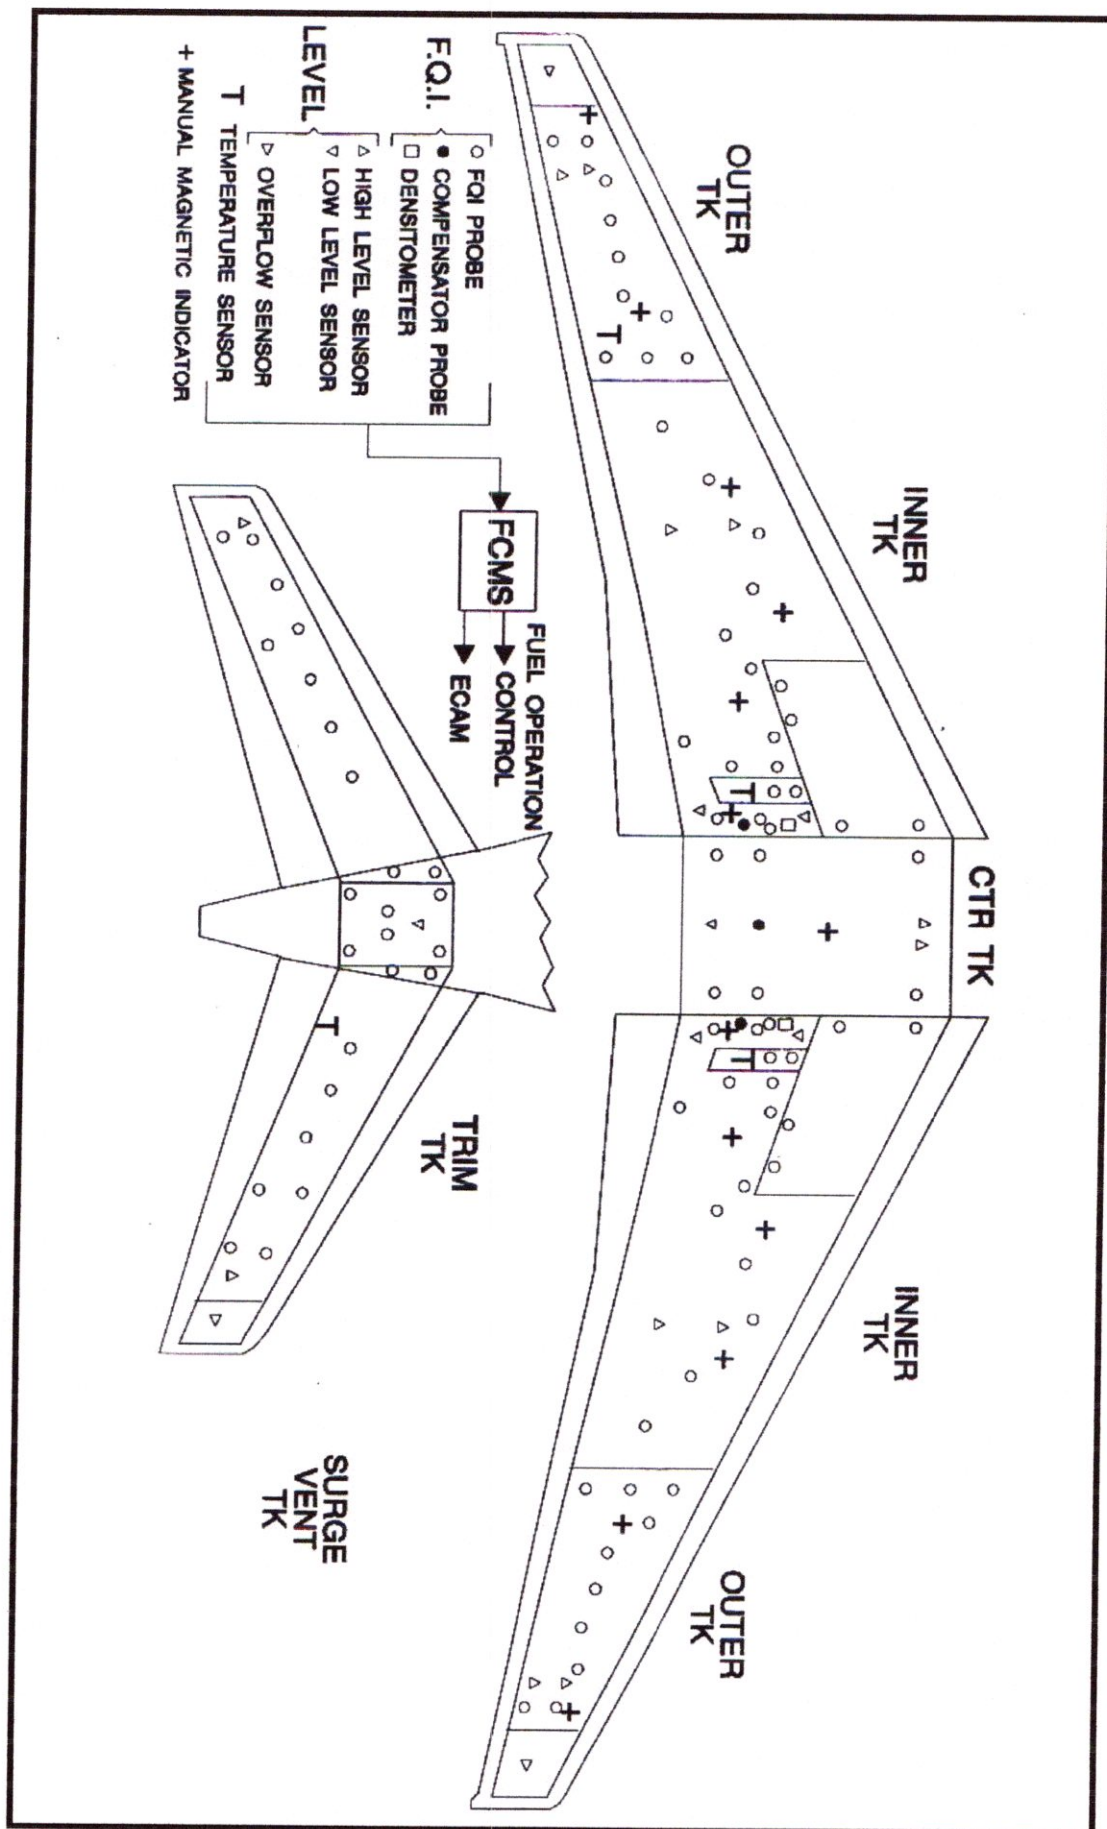 OUTER
TK
INNER
TK
CTR TK
INNER
TK
OUTER
TK
F.Q.I.
○ FQI PROBE
● COMPENSATOR PROBE
□ DENSITOMETER
LEVEL
△ HIGH LEVEL SENSOR
▽ LOW LEVEL SENSOR
▷ OVERFLOW SENSOR
T TEMPERATURE SENSOR
+ MANUAL MAGNETIC INDICATOR
FCMS
FUEL OPERATION
CONTROL
ECAM
T
T
T
T
TRIM
TK
SURGE
VENT
TK